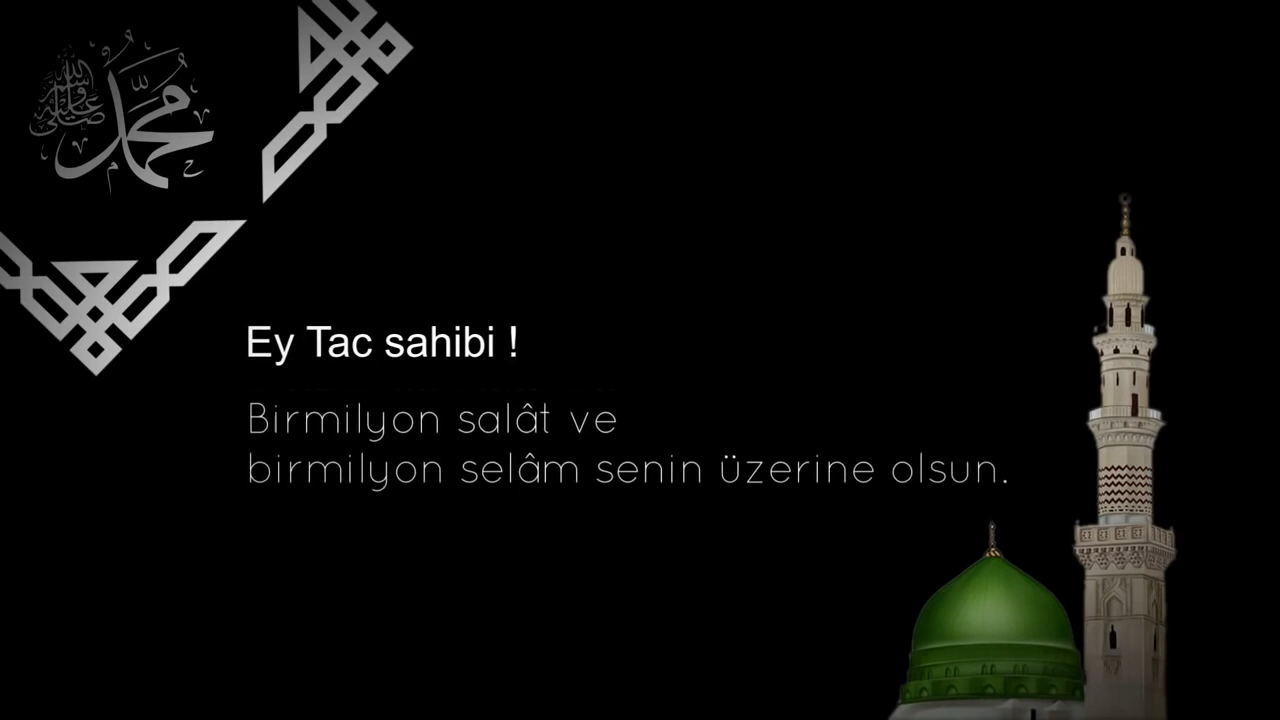 محمد صلى الله عليه وسلم
Ey Tac sahibi !
Birmilyon salât ve
birmilyon selâm senin üzerine olsun.